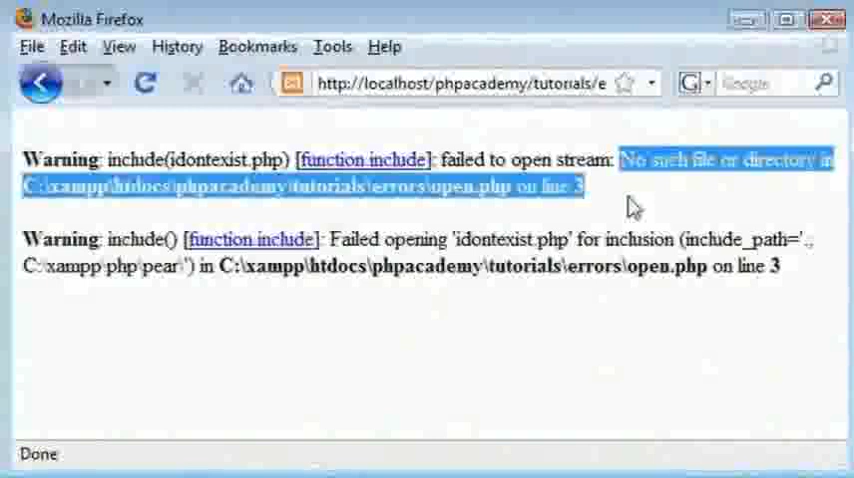 Mozilla Firefox
File Edit View History Bookmarks Tools Help
http://localhost/phpacademy/tutorials/e
G Google
Warning: include(idontexist.php) [function.include]: failed to open stream: No such file or directory in
C:\xampp\htdocs\phpacademy\tutorials\errors\open.php on line 3
Warning: include() [function.include]: Failed opening 'idontexist.php' for inclusion (include_path='.;
C:\xampp\php\pear\') in C:\xampp\htdocs\phpacademy\tutorials\errors\open.php on line 3
Done